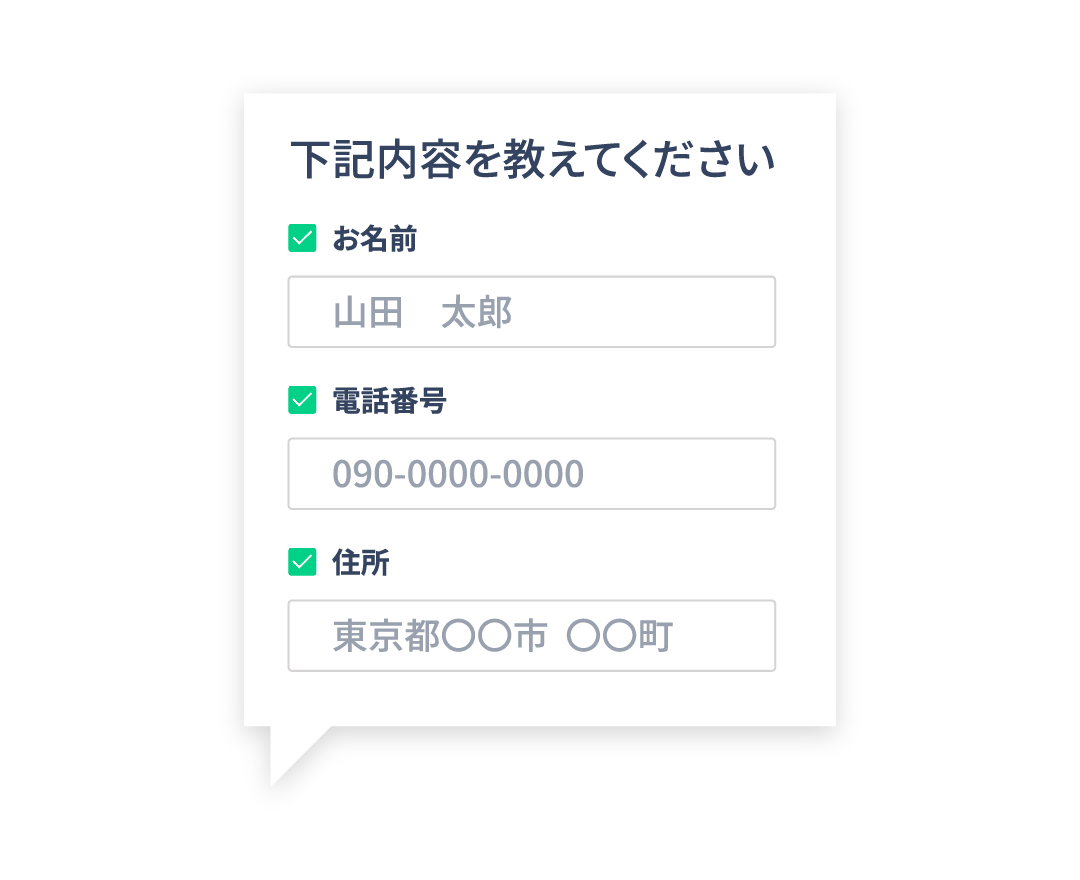 下記内容を教えてください
お名前
山田　太郎
電話番号
090-0000-0000
住所
東京都〇〇市 〇〇町